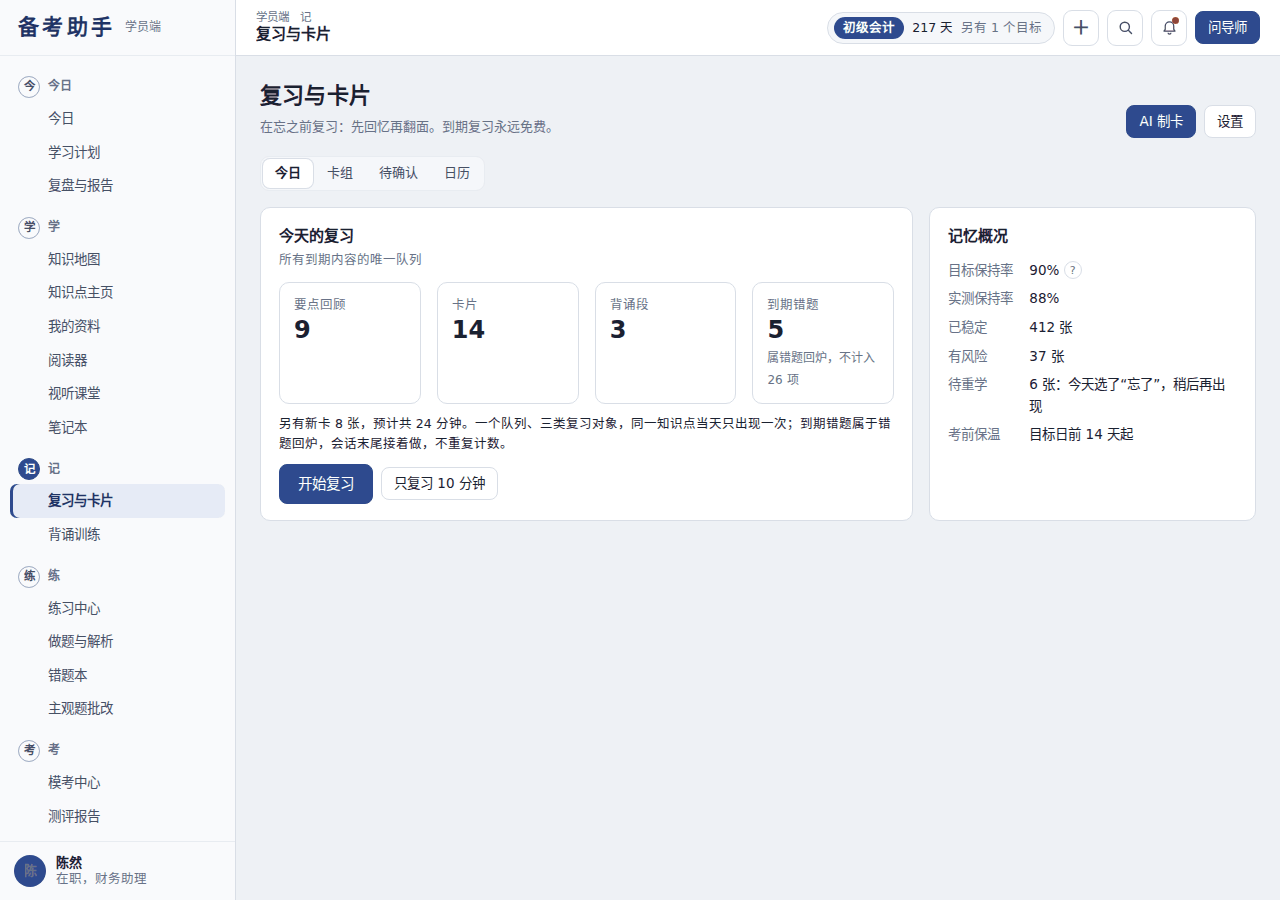 备考助手 学员端
今 今日
今日
学习计划
复盘与报告
学 学
知识地图
知识点主页
我的资料
阅读器
视听课堂
笔记本
记 记
复习与卡片
背诵训练
练 练
练习中心
做题与解析
错题本
主观题批改
考 考
模考中心
测评报告
陈 陈然
在职，财务助理
学员端 记
复习与卡片
初级会计 217 天 另有 1 个目标
问导师
复习与卡片
在忘之前复习：先回忆再翻面。到期复习永远免费。
AI 制卡 设置
今日 卡组 待确认 日历
今天的复习
所有到期内容的唯一队列
要点回顾
9
卡片
14
背诵段
3
到期错题
5
属错题回炉，不计入
26 项
另有新卡 8 张，预计共 24 分钟。一个队列、三类复习对象，同一知识点当天只出现一次；到期错题属于错
题回炉，会话末尾接着做，不重复计数。
开始复习 只复习 10 分钟
记忆概况
目标保持率 90% ?
实测保持率 88%
已稳定 412 张
有风险 37 张
待重学 6 张：今天选了“忘了”，稍后再出
现
考前保温 目标日前 14 天起